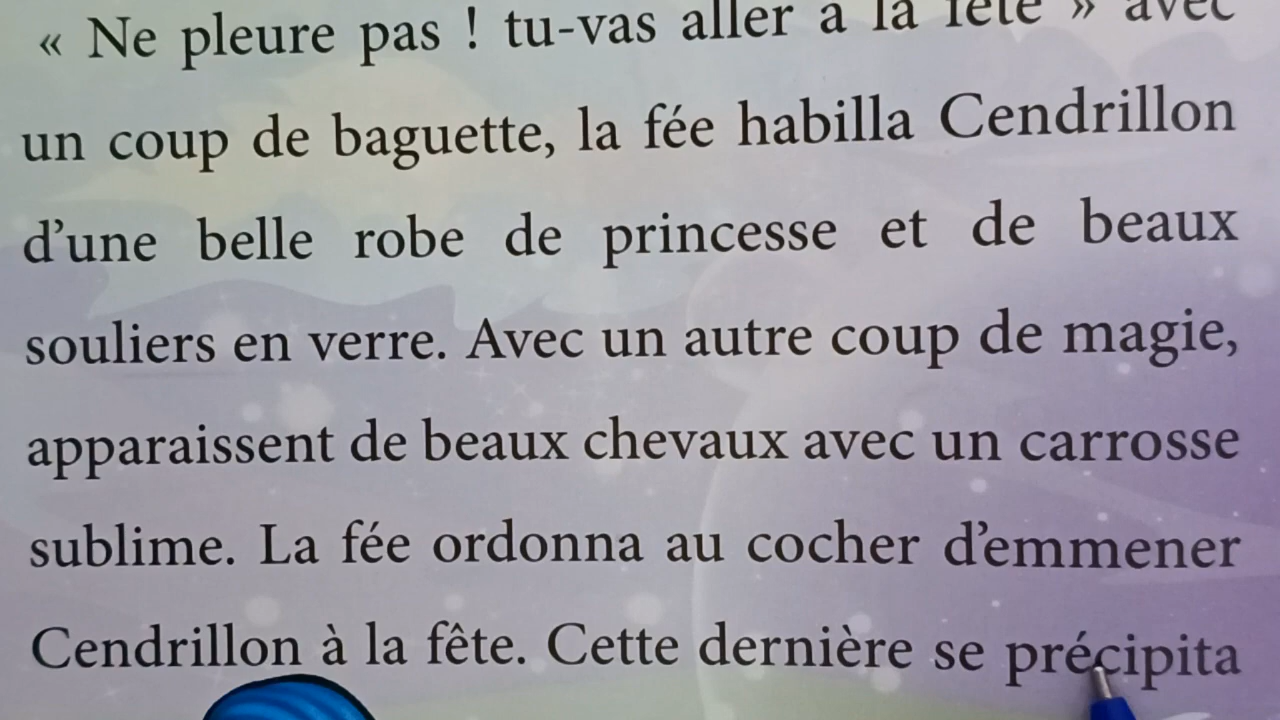 « Ne pleure pas ! tu-vas aller à la fête » avec
un coup de baguette, la fée habilla Cendrillon
d’une belle robe de princesse et de beaux
souliers en verre. Avec un autre coup de magie,
apparaissent de beaux chevaux avec un carrosse
sublime. La fée ordonna au cocher d’emmener
Cendrillon à la fête. Cette dernière se précipita